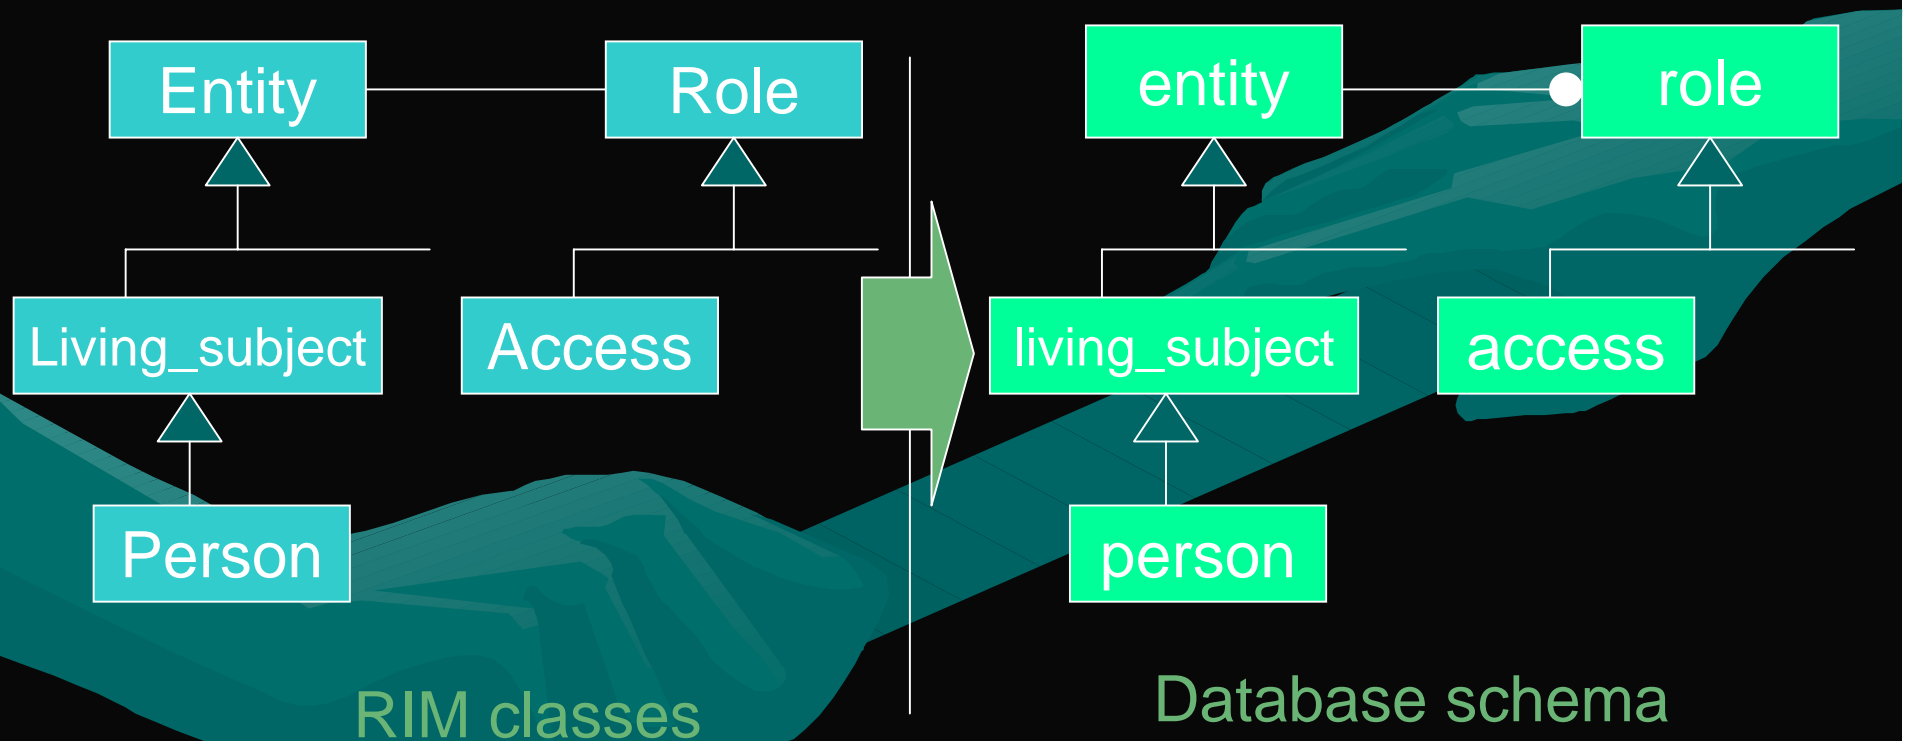 Entity
Role
Living_subject
Access
Person
RIM classes
entity
role
living_subject
access
person
Database schema